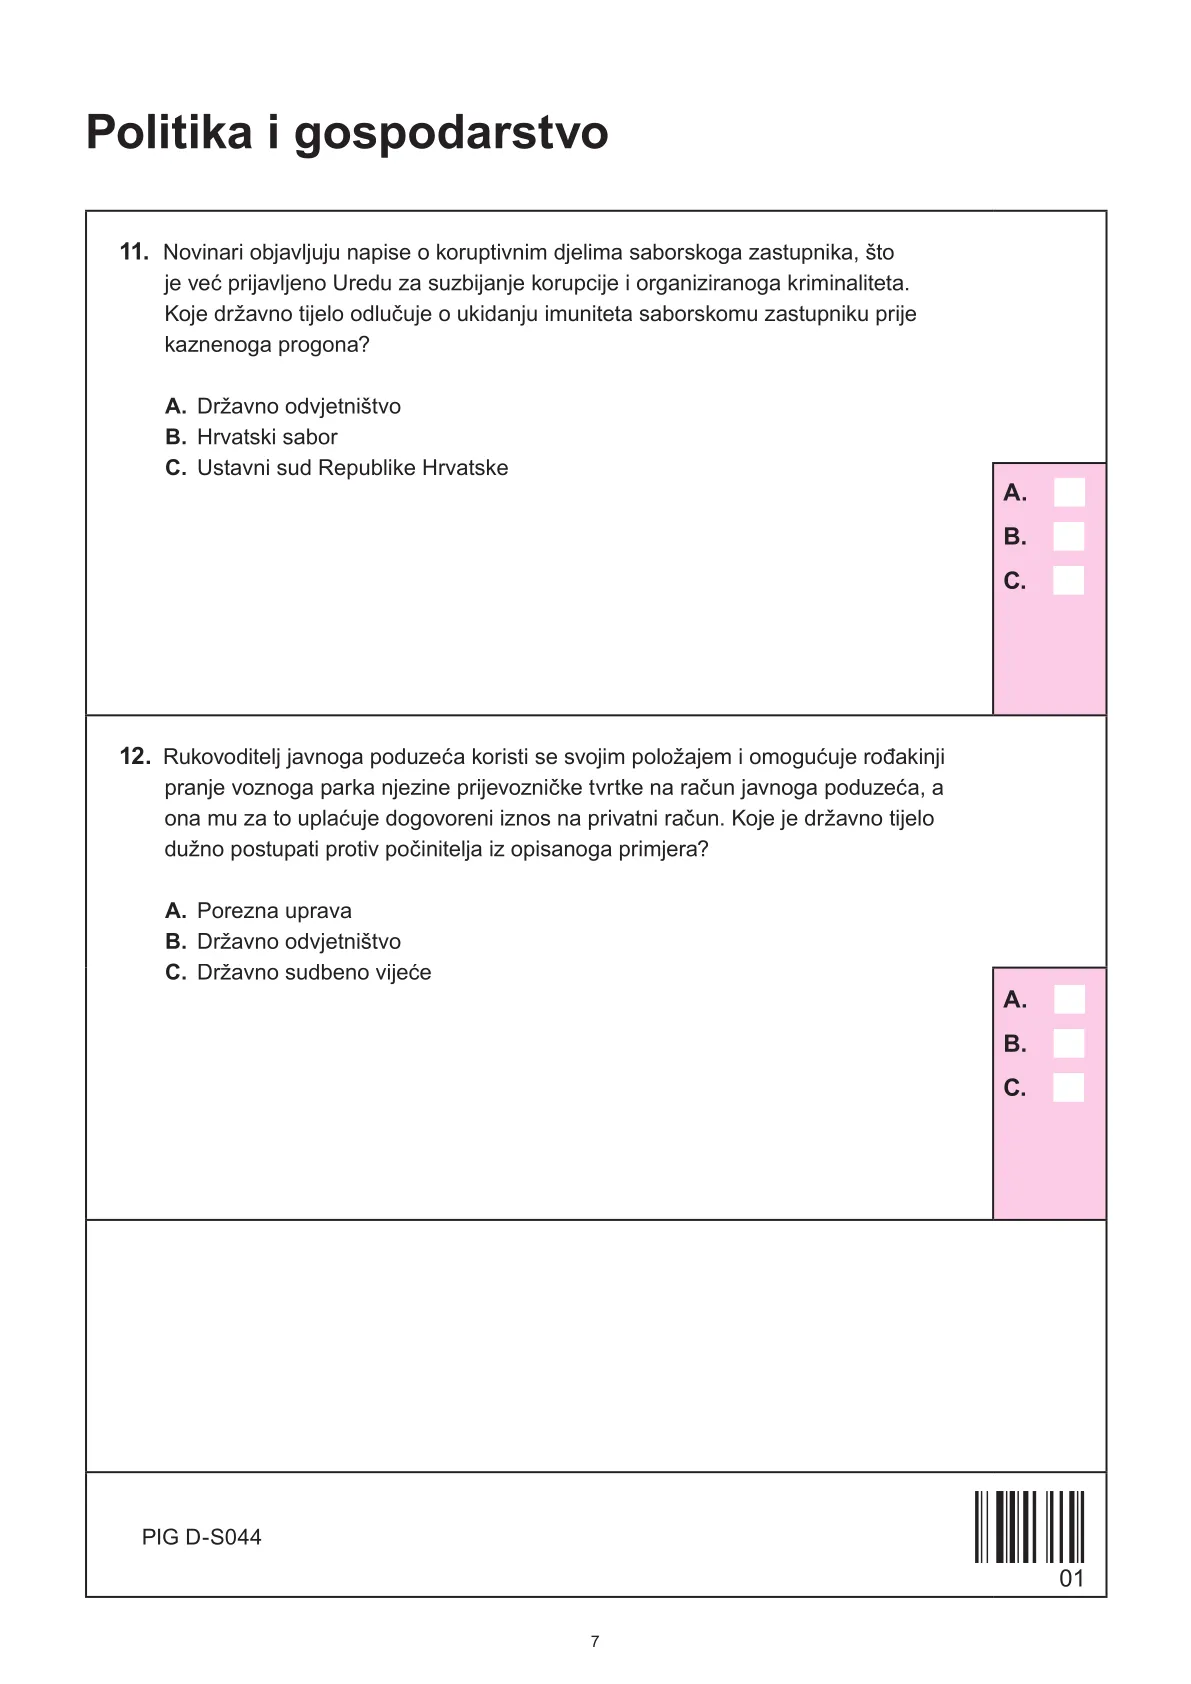 Politika i gospodarstvo
11. Novinari objavljuju napise o koruptivnim djelima saborskoga zastupnika, što
je već prijavljeno Uredu za suzbijanje korupcije i organiziranoga kriminaliteta.
Koje državno tijelo odlučuje o ukidanju imuniteta saborskomu zastupniku prije
kaznenoga progona?
A. Državno odvjetništvo
B. Hrvatski sabor
C. Ustavni sud Republike Hrvatske
A.
B.
C.
12. Rukovoditelj javnoga poduzeća koristi se svojim položajem i omogućuje rođakinji
pranje voznoga parka njezine prijevozničke tvrtke na račun javnoga poduzeća, a
ona mu za to uplaćuje dogovoreni iznos na privatni račun. Koje je državno tijelo
dužno postupati protiv počinitelja iz opisanoga primjera?
A. Porezna uprava
B. Državno odvjetništvo
C. Državno sudbeno vijeće
A.
B.
C.
PIG D-S044
01
7